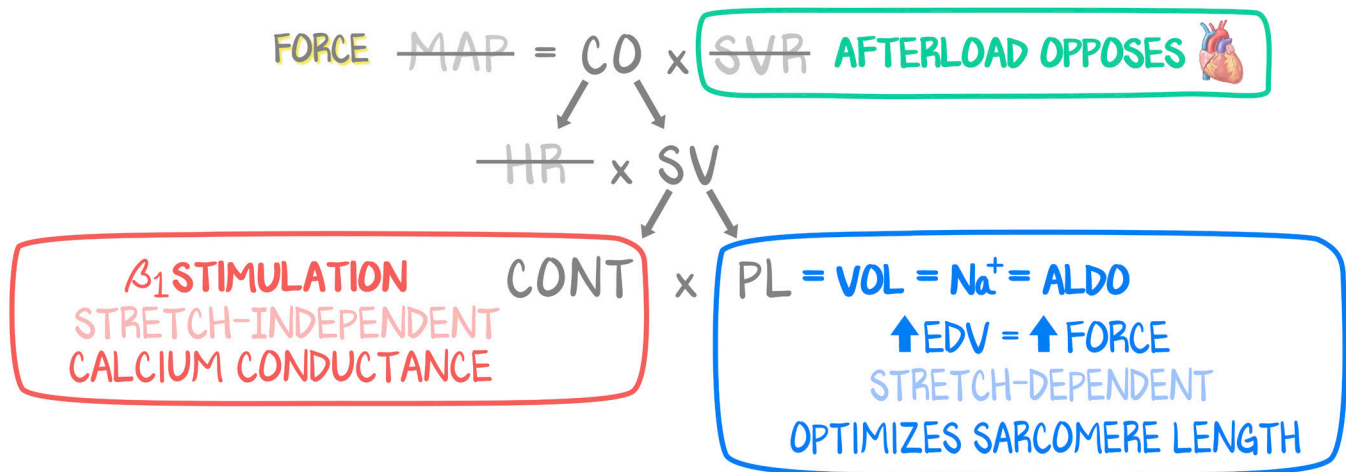 FORCE MAP = CO x SVR AFTERLOAD OPPOSES
HR x SV
β1 STIMULATION CONT x PL = VOL = Na+ = ALDO
STRETCH-INDEPENDENT
CALCIUM CONDUCTANCE
↑EDV = ↑FORCE
STRETCH-DEPENDENT
OPTIMIZES SARCOMERE LENGTH